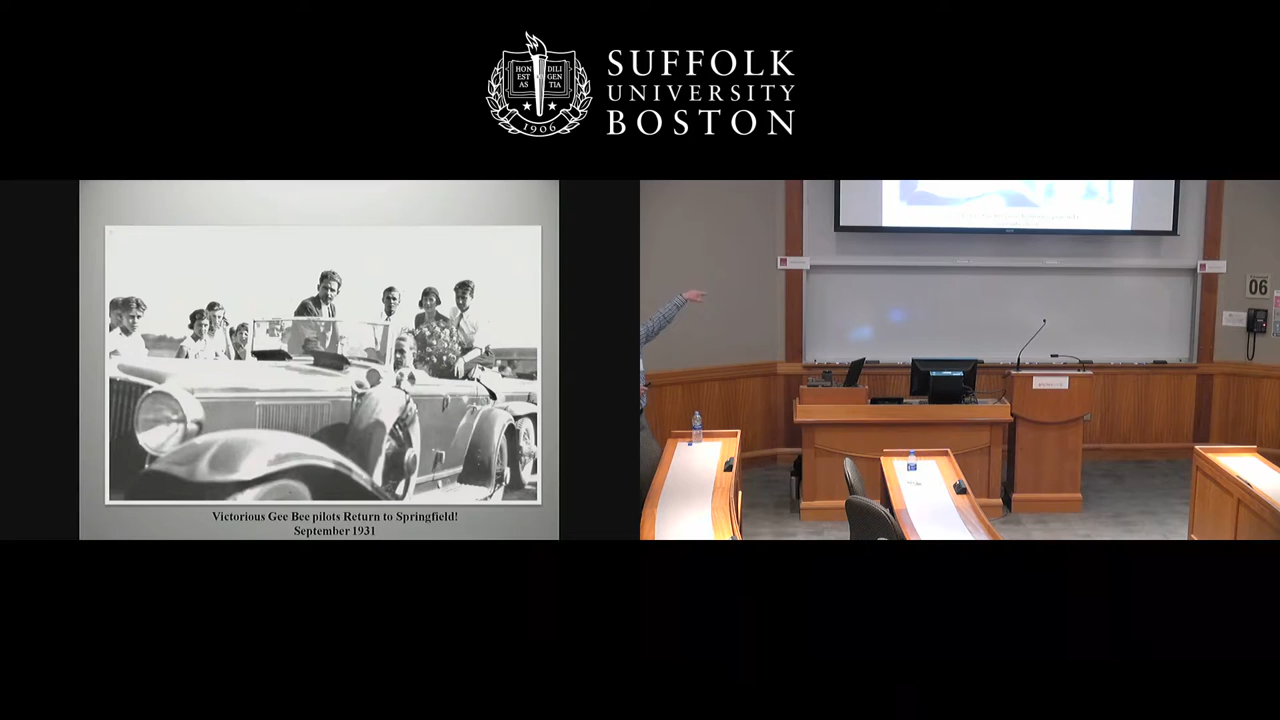 HON
EST
AS
DILI
GEN
TIA
1906
SUFFOLK
UNIVERSITY
BOSTON
Victorious Gee Bee pilots Return to Springfield!
September 1931
06